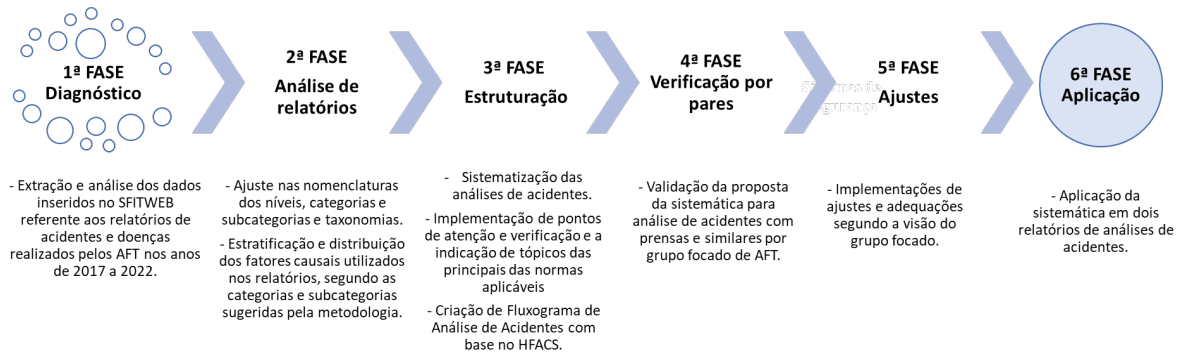 1ª FASE
Diagnóstico
2ª FASE
Análise de
relatórios
3ª FASE
Estruturação
4ª FASE
Verificação por
pares
5ª FASE
Ajustes
6ª FASE
Aplicação
- Extração e análise dos dados
inseridos no SFITWEB
referente aos relatórios de
acidentes e doenças
realizados pelos AFT nos anos
de 2017 a 2022.
- Ajuste nas nomenclaturas
dos níveis, categorias e
subcategorias e taxonomias.
- Estratificação e distribuição
dos fatores causais utilizados
nos relatórios, segundo as
categorias e subcategorias
sugeridas pela metodologia.
- Sistematização das
análises de acidentes.
- Implementação de pontos
de atenção e verificação e a
indicação de tópicos das
principais das normas
aplicáveis
- Criação de Fluxograma de
Análise de Acidentes com
base no HFACS.
- Validação da proposta
da sistemática para
análise de acidentes com
prensas e similares por
grupo focado de AFT.
- Implementações de
ajustes e adequações
segundo a visão do
grupo focado.
- Aplicação da
sistemática em dois
relatórios de análises de
acidentes.